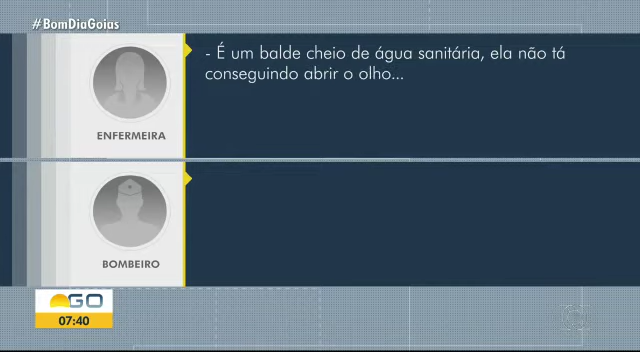 #BomDiaGoias
- É um balde cheio de água sanitária, ela não tá
conseguindo abrir o olho...
ENFERMEIRA
BOMBEIRO
GO
07:40